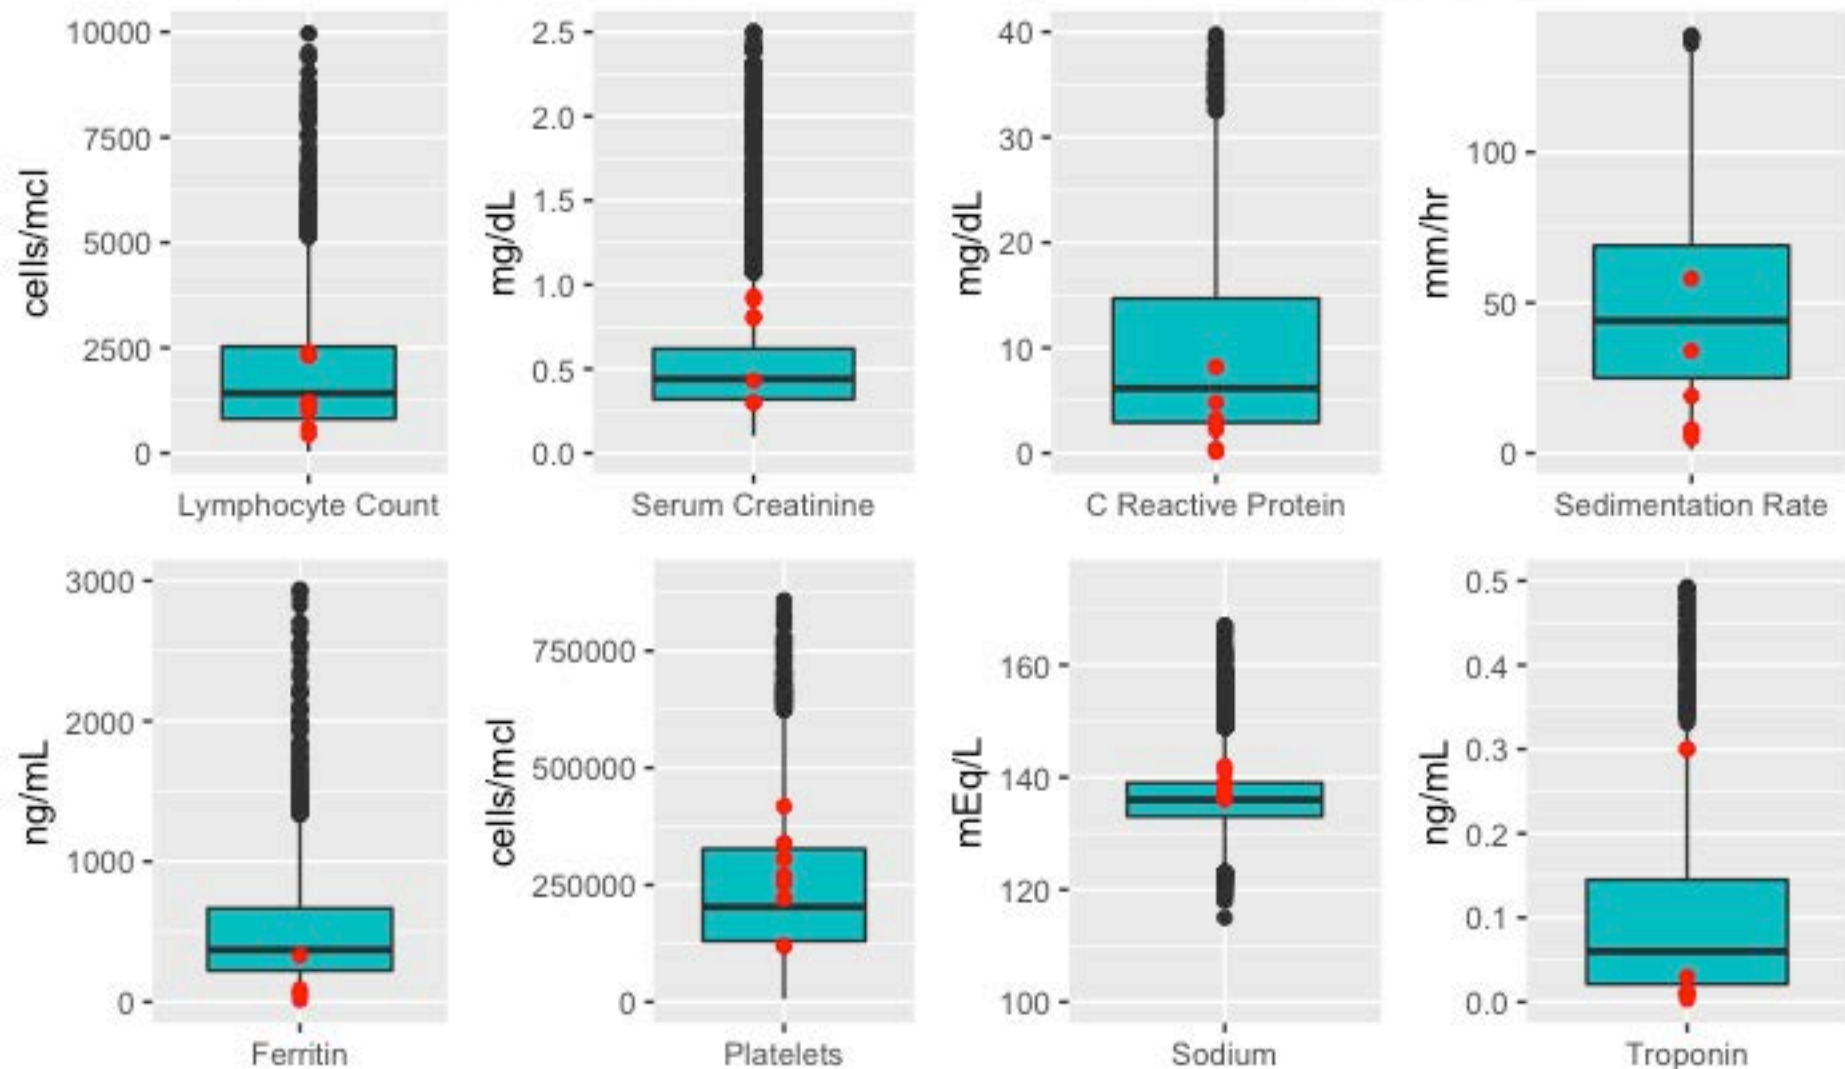 cells/mcl
10000
7500
5000
2500
0
Lymphocyte Count
mg/dL
2.5
2.0
1.5
1.0
0.5
0.0
Serum Creatinine
mg/dL
40
30
20
10
0
C Reactive Protein
mm/hr
100
50
0
Sedimentation Rate
ng/mL
3000
2000
1000
0
Ferritin
cells/mcl
750000
500000
250000
0
Platelets
mEq/L
160
140
120
100
Sodium
ng/mL
0.5
0.4
0.3
0.2
0.1
0.0
Troponin